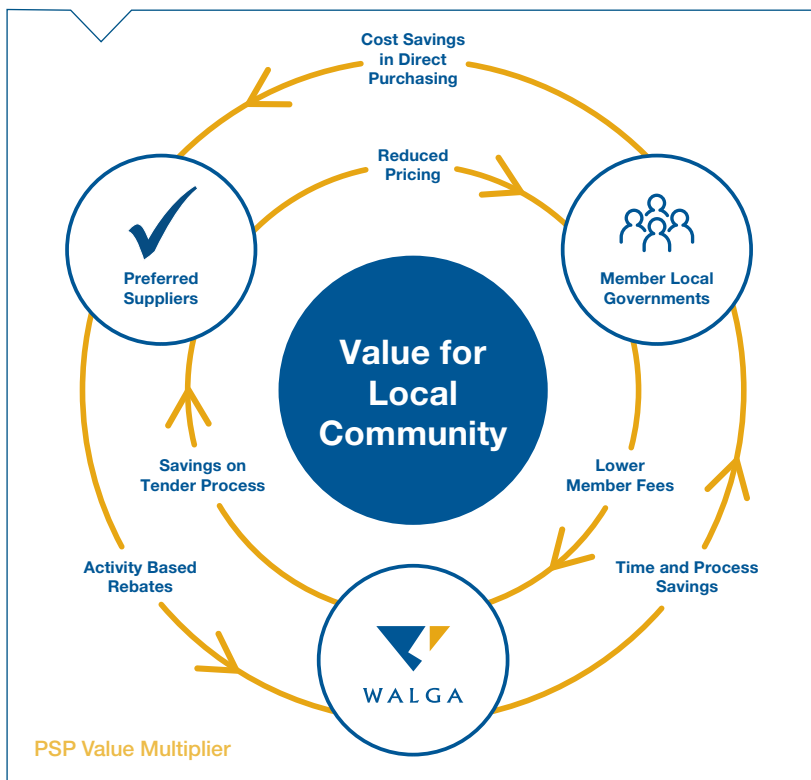 Cost Savings
in Direct
Purchasing
Reduced
Pricing
Preferred
Suppliers
Member Local
Governments
Value for
Local
Community
Savings on
Tender Process
Lower
Member Fees
Activity Based
Rebates
Time and Process
Savings
WALGA
PSP Value Multiplier